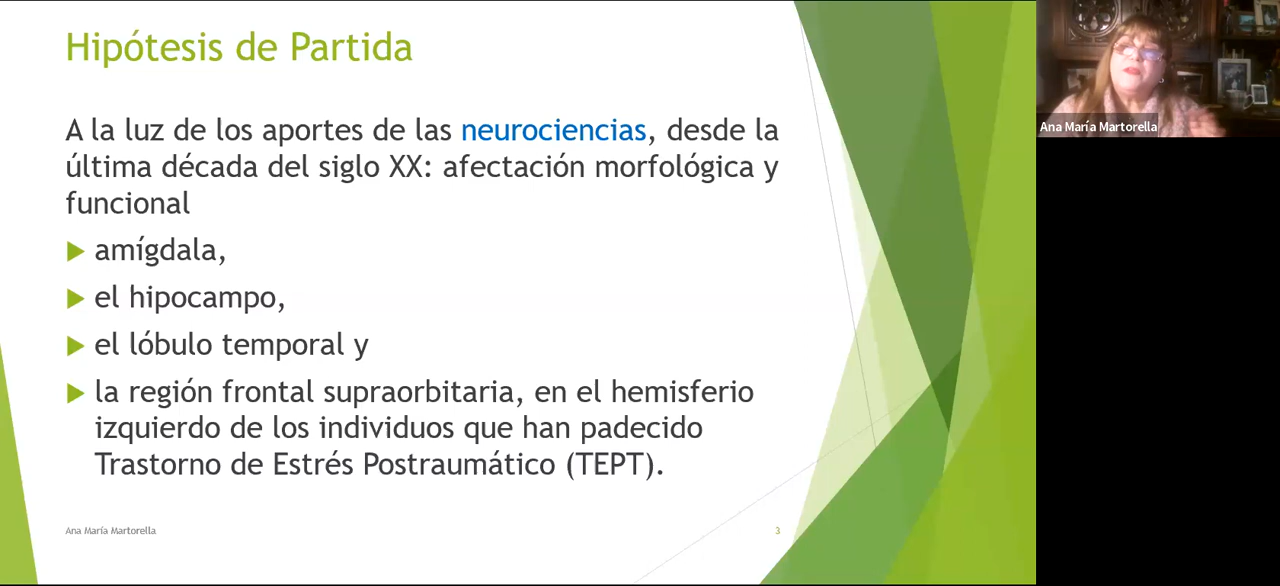 Hipótesis de Partida
A la luz de los aportes de las neurociencias, desde la
última década del siglo XX: afectación morfológica y
funcional
amígdala,
el hipocampo,
el lóbulo temporal y
la región frontal supraorbitaria, en el hemisferio
izquierdo de los individuos que han padecido
Trastorno de Estrés Postraumático (TEPT).
Ana María Martorella
3
Ana María Martorella